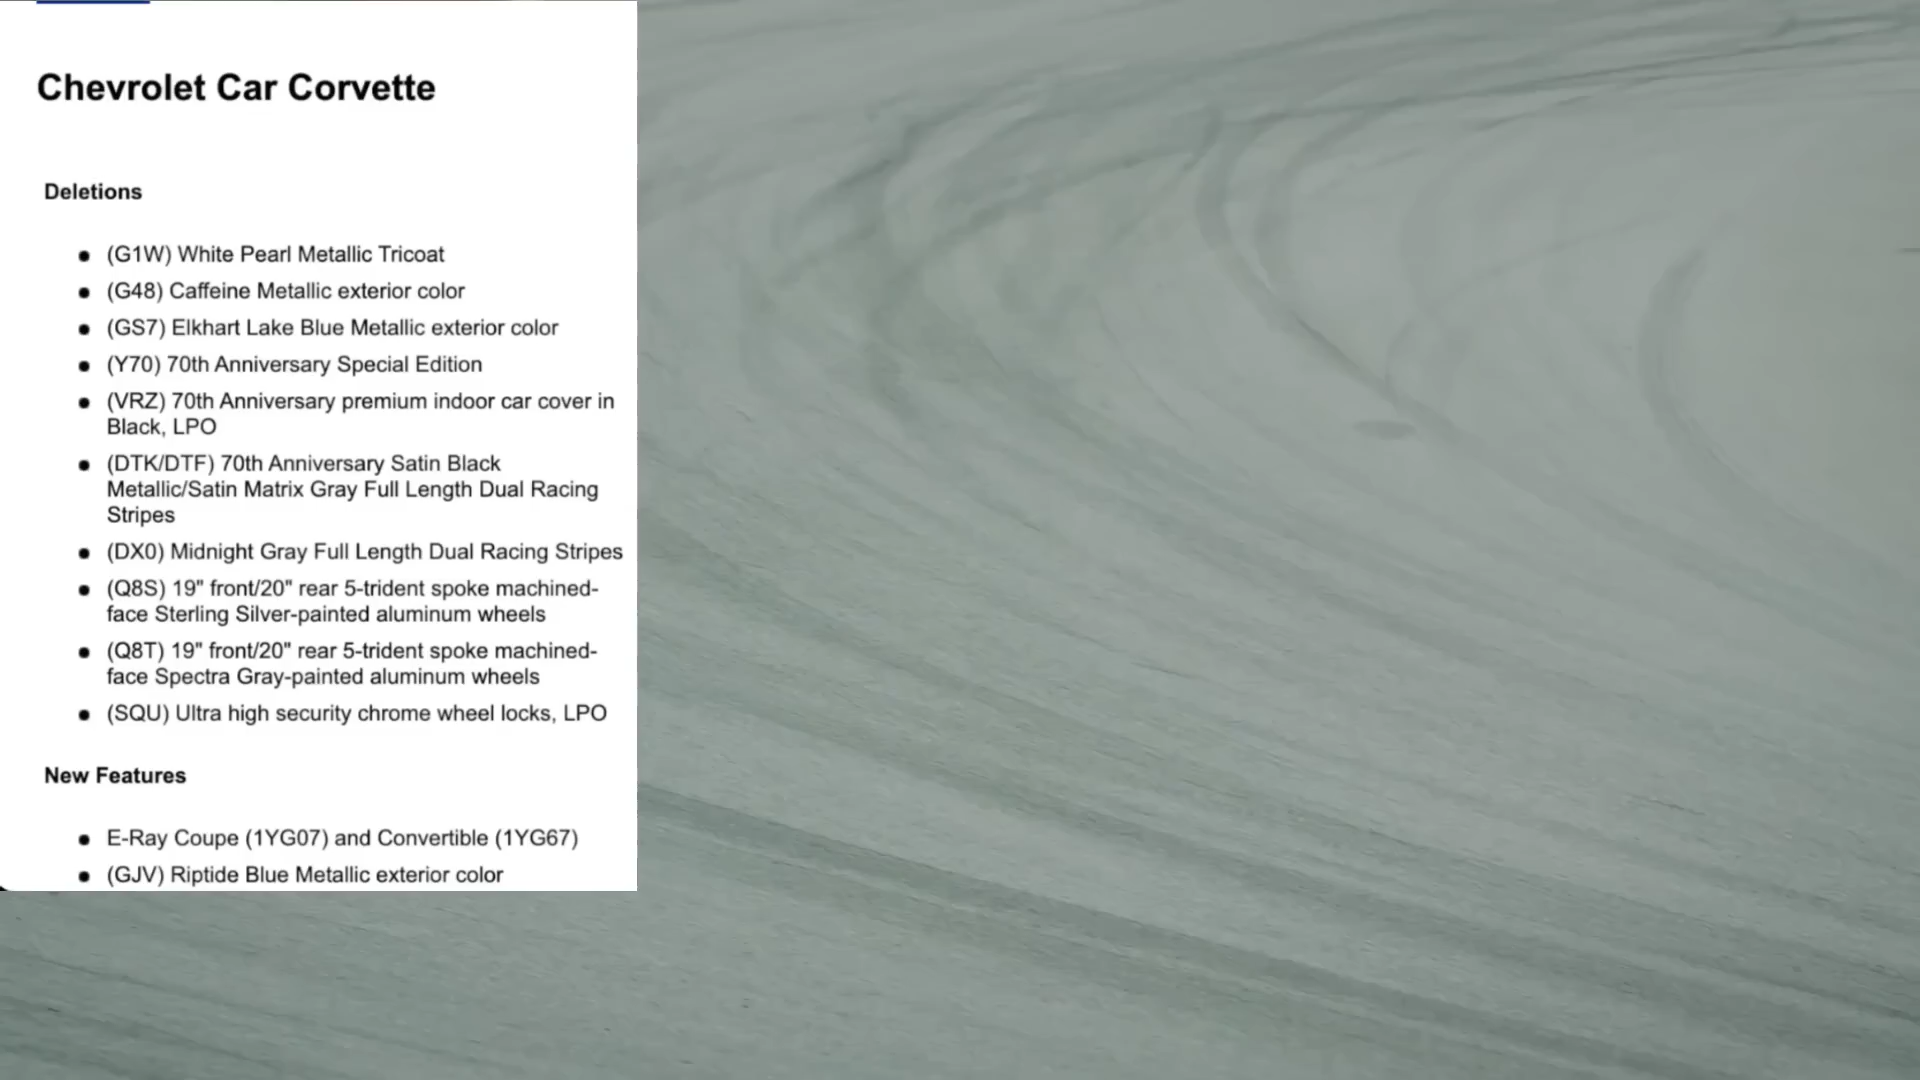 Chevrolet Car Corvette
Deletions
(G1W) White Pearl Metallic Tricoat
(G48) Caffeine Metallic exterior color
(GS7) Elkhart Lake Blue Metallic exterior color
(Y70) 70th Anniversary Special Edition
(VRZ) 70th Anniversary premium indoor car cover in
Black, LPO
(DTK/DTF) 70th Anniversary Satin Black
Metallic/Satin Matrix Gray Full Length Dual Racing
Stripes
(DX0) Midnight Gray Full Length Dual Racing Stripes
(Q8S) 19" front/20" rear 5-trident spoke machined-
face Sterling Silver-painted aluminum wheels
(Q8T) 19" front/20" rear 5-trident spoke machined-
face Spectra Gray-painted aluminum wheels
(SQU) Ultra high security chrome wheel locks, LPO
New Features
E-Ray Coupe (1YG07) and Convertible (1YG67)
(GJV) Riptide Blue Metallic exterior color